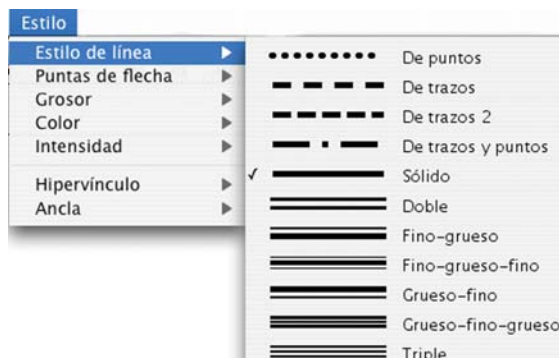 Estilo
Estilo de línea
Puntas de flecha
Grosor
Color
Intensidad
Hipervínculo
Ancla
De puntos
De trazos
De trazos 2
De trazos y puntos
Sólido
Doble
Fino-grueso
Fino-grueso-fino
Grueso-fino
Grueso-fino-grueso
Triple